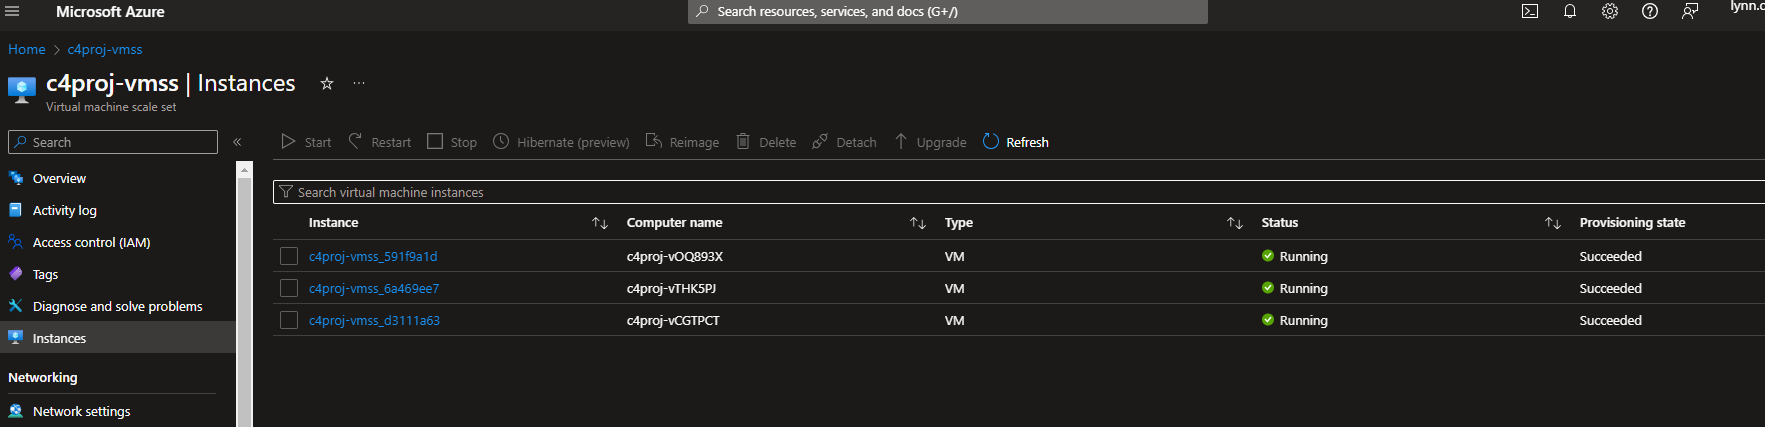 Microsoft Azure
Search resources, services, and docs (G+/)
Home > c4proj-vmss
c4proj-vmss | Instances
Virtual machine scale set
Search
Start Restart Stop Hibernate (preview) Reimage Delete Detach Upgrade Refresh
Overview
Activity log
Access control (IAM)
Tags
Diagnose and solve problems
Instances
Networking
Network settings
Search virtual machine instances
Instance Computer name Type Status Provisioning state
c4proj-vmss_591f9a1d c4proj-vOQ893X VM Running Succeeded
c4proj-vmss_6a469ee7 c4proj-vTHK5PJ VM Running Succeeded
c4proj-vmss_d3111a63 c4proj-vCGTPCT VM Running Succeeded